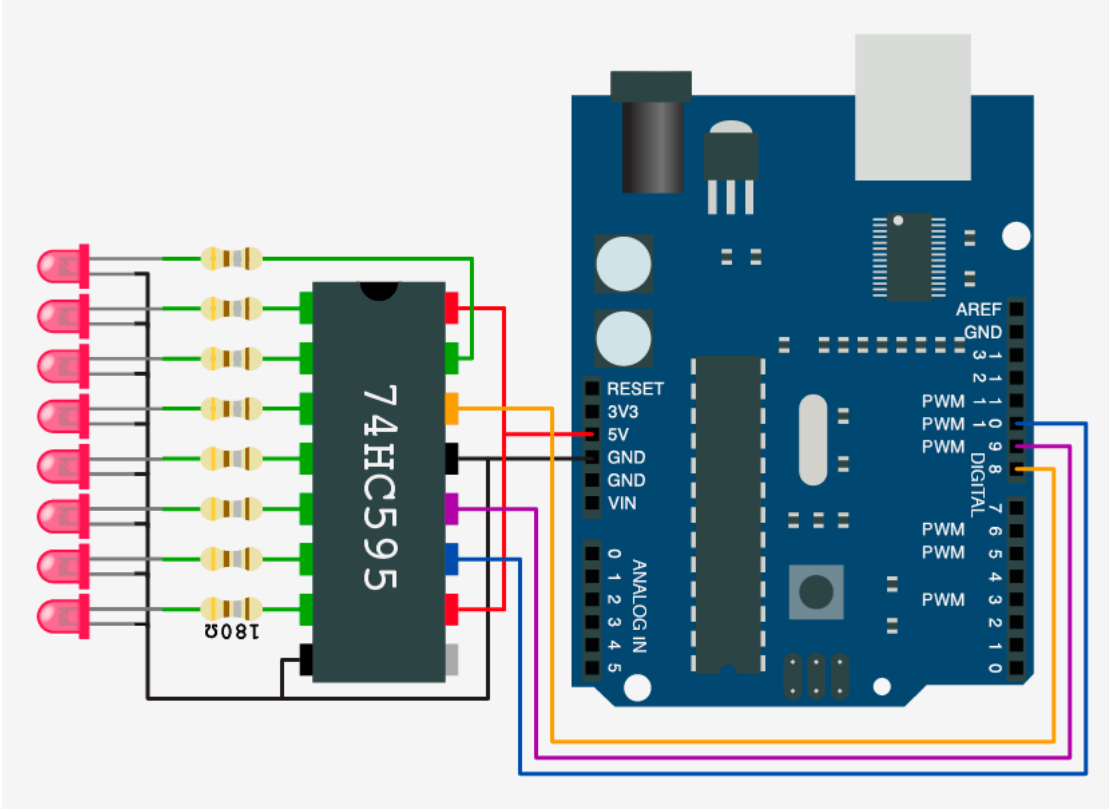 180Ω
74HC595
RESET
3V3
5V
GND
GND
VIN
0
1
2
3
4
5
ANALOG IN
AREF
GND
13
12
PWM 11
PWM 10
PWM 9
8
DIGITAL
7
PWM 6
PWM 5
4
PWM 3
2
1
0